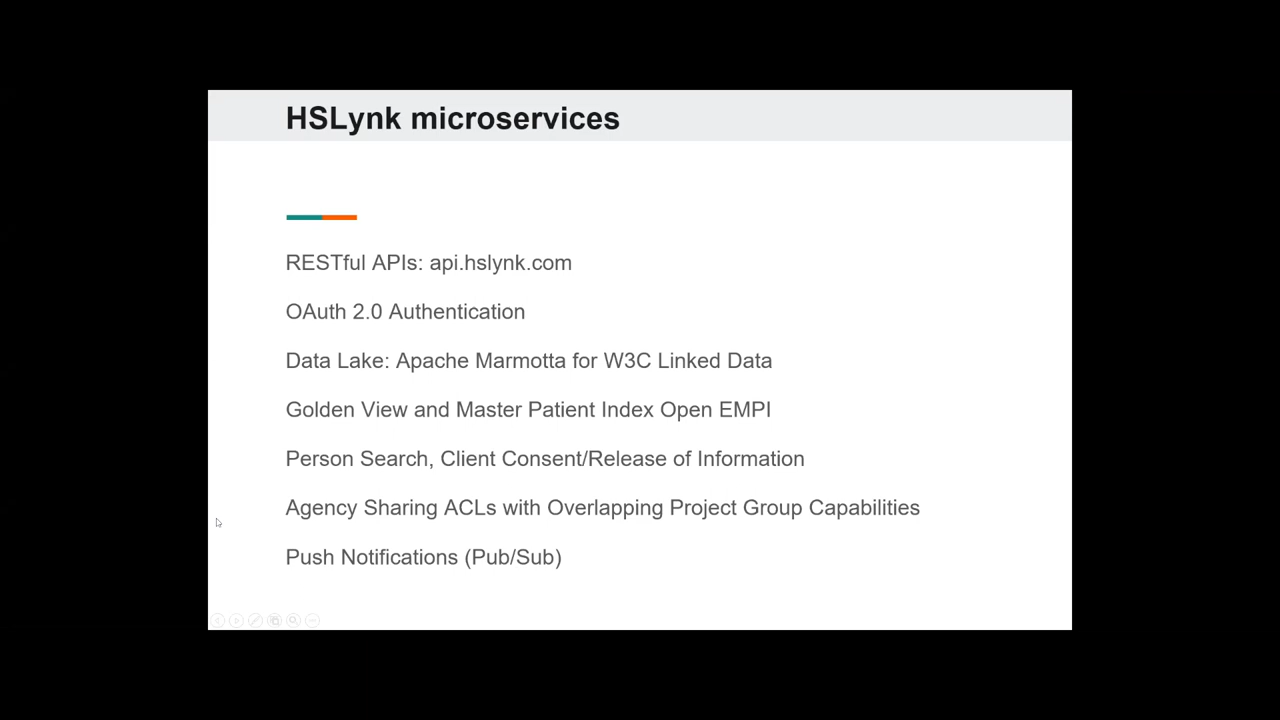 HSLynk microservices
RESTful APIs: api.hslynk.com
OAuth 2.0 Authentication
Data Lake: Apache Marmotta for W3C Linked Data
Golden View and Master Patient Index Open EMPI
Person Search, Client Consent/Release of Information
Agency Sharing ACLs with Overlapping Project Group Capabilities
Push Notifications (Pub/Sub)